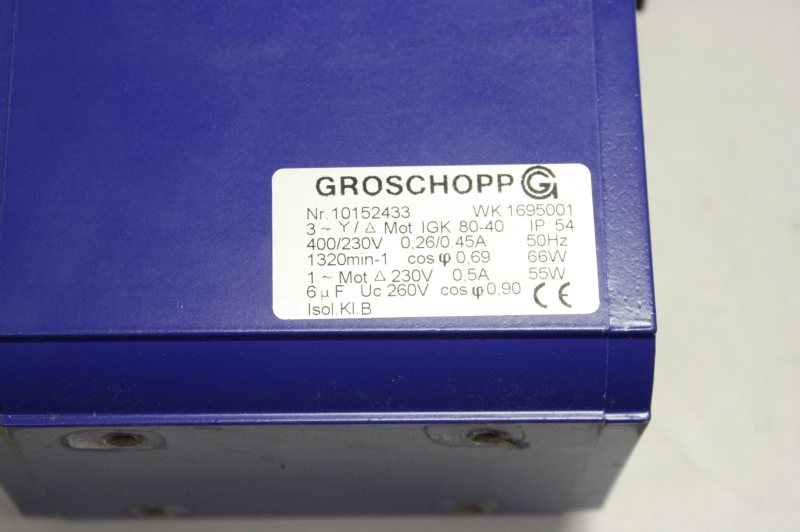 GROSCHOPP G
Nr.10152433 WK 1695001
3 ~ Y / Δ Mot IGK 80-40 IP 54
400/230V 0,26/0.45A 50Hz
1320min-1 cos φ 0,69 66W
1 ~ Mot Δ 230V 0,5A 55W
6 μ F Uc 260V cos φ 0,90 CE
Isol.Kl.B